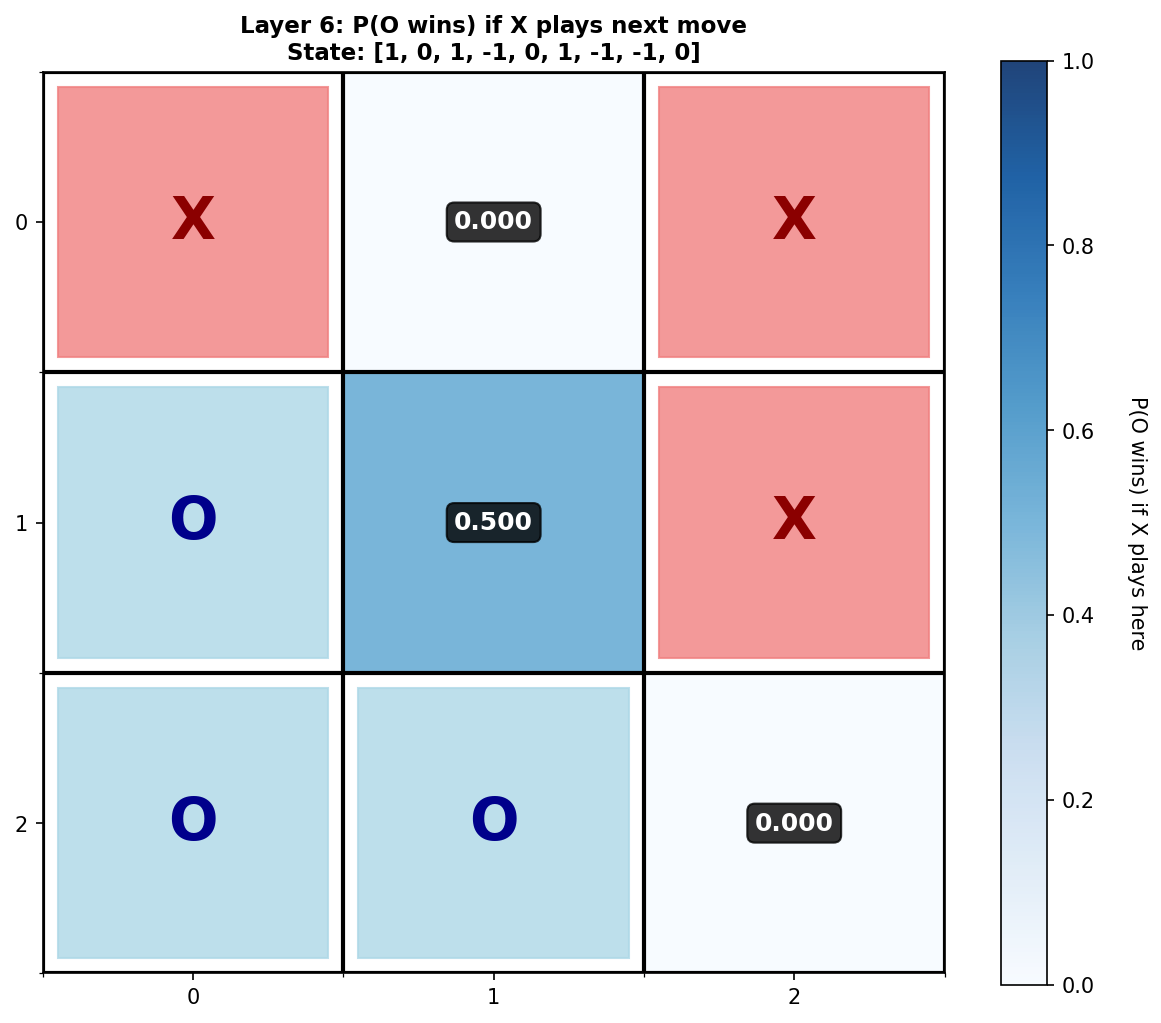 Layer 6: P(O wins) if X plays next move
State: [1, 0, 1, -1, 0, 1, -1, -1, 0]
0
X
0.000
X
1
O
0.500
X
2
O
O
0.000
0
1
2
1.0
0.8
0.6
0.4
0.2
0.0
P(O wins) if X plays here